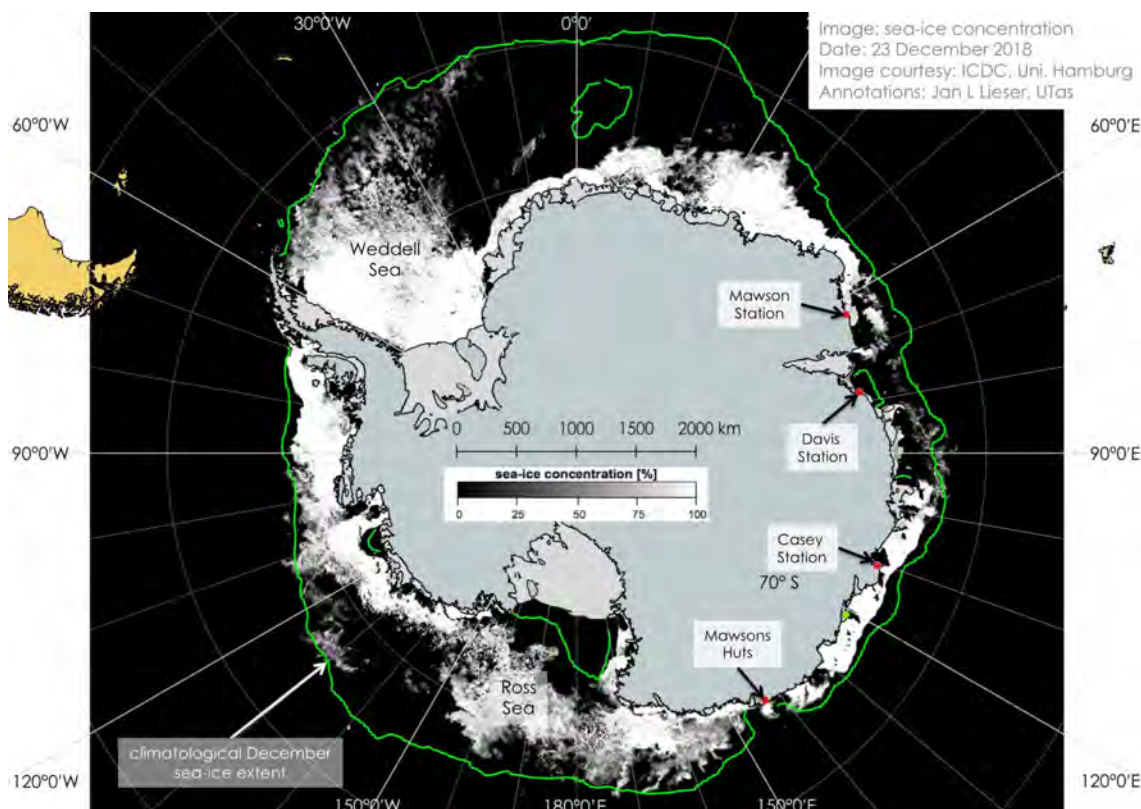 30°0'W
0°0'
30°0'E
Image: sea-ice concentration
Date: 23 December 2018
Image courtesy: ICDC, Uni. Hamburg
Annotations: Jan L Lieser, UTas
60°0'W
60°0'E
Weddell
Sea
Mawson
Station
0 500 1000 1500 2000 km
Davis
Station
90°0'W
90°0'E
sea-ice concentration [%]
0 25 50 75 100
Casey
Station
70° S
Mawsons
Huts
Ross
Sea
climatological December
sea-ice extent
120°0'W
120°0'E
150°0'W
180°0'E
150°0'E